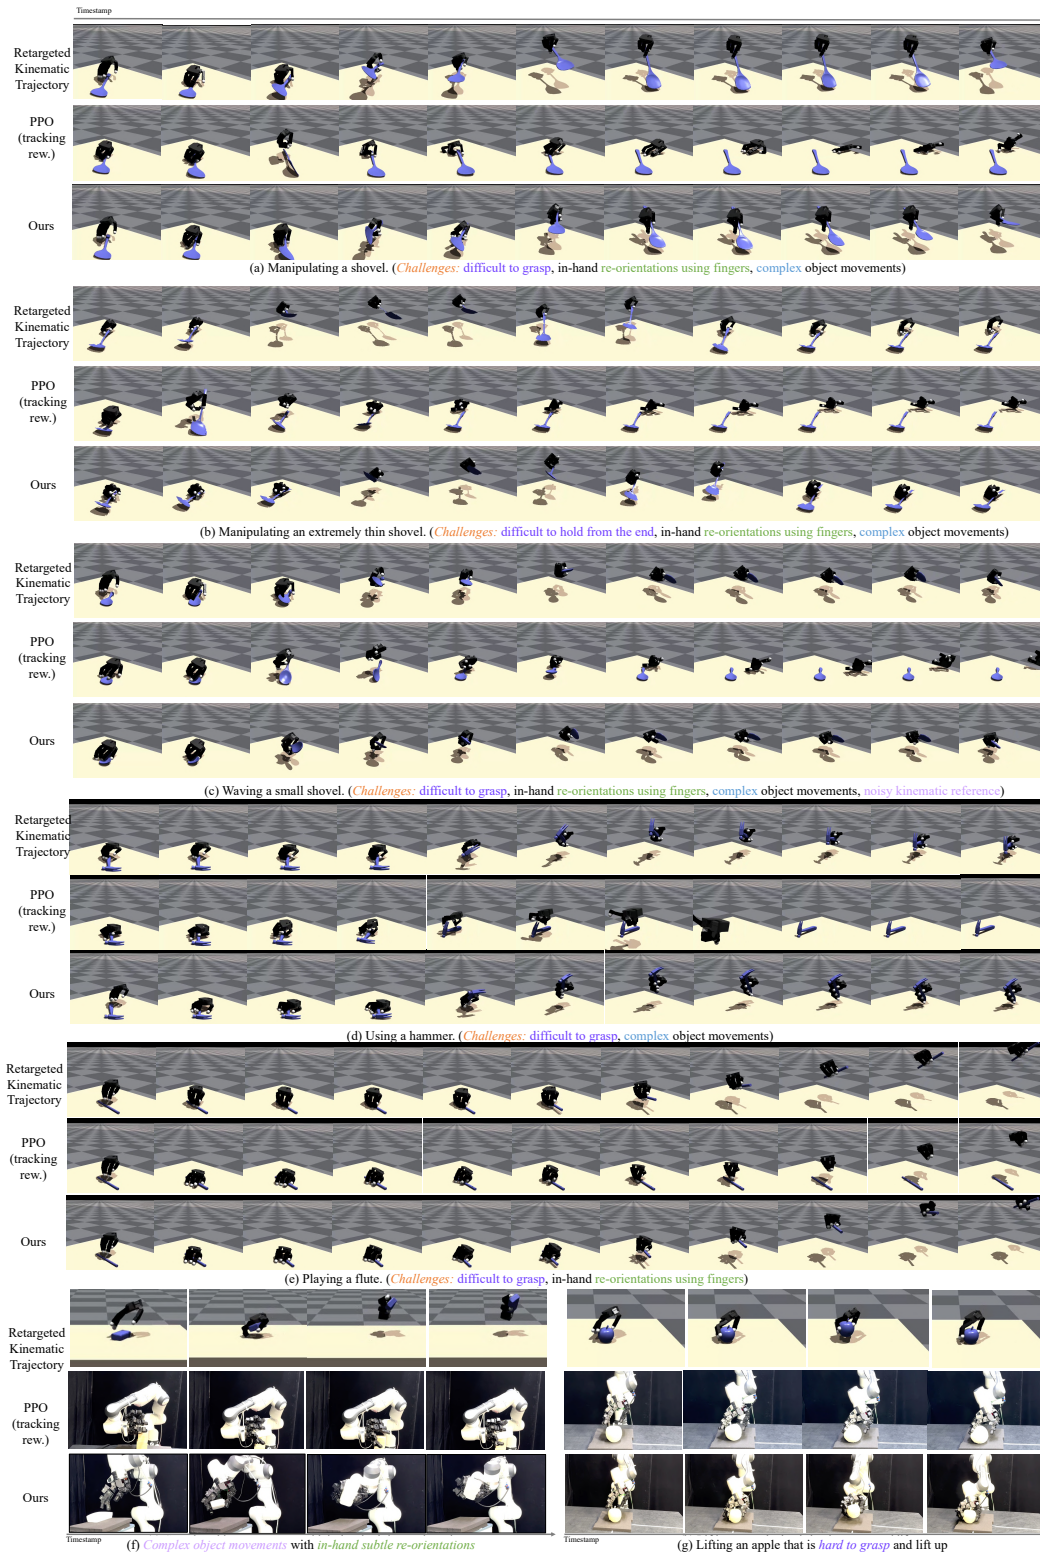 Timestamp
Retargeted
Kinematic
Trajectory
PPO
(tracking
rew.)
Ours
(a) Manipulating a shovel. (Challenges: difficult to grasp, in-hand re-orientations using fingers, complex object movements)
Retargeted
Kinematic
Trajectory
PPO
(tracking
rew.)
Ours
(b) Manipulating an extremely thin shovel. (Challenges: difficult to hold from the end, in-hand re-orientations using fingers, complex object movements)
Retargeted
Kinematic
Trajectory
PPO
(tracking
rew.)
Ours
(c) Waving a small shovel. (Challenges: difficult to grasp, in-hand re-orientations using fingers, complex object movements, noisy kinematic reference)
Retargeted
Kinematic
Trajectory
PPO
(tracking
rew.)
Ours
(d) Using a hammer. (Challenges: difficult to grasp, complex object movements)
Retargeted
Kinematic
Trajectory
PPO
(tracking
rew.)
Ours
(e) Playing a flute. (Challenges: difficult to grasp, in-hand re-orientations using fingers)
Retargeted
Kinematic
Trajectory
PPO
(tracking
rew.)
Ours
Timestamp
Timestamp
(f) Complex object movements with in-hand subtle re-orientations
(g) Lifting an apple that is hard to grasp and lift up